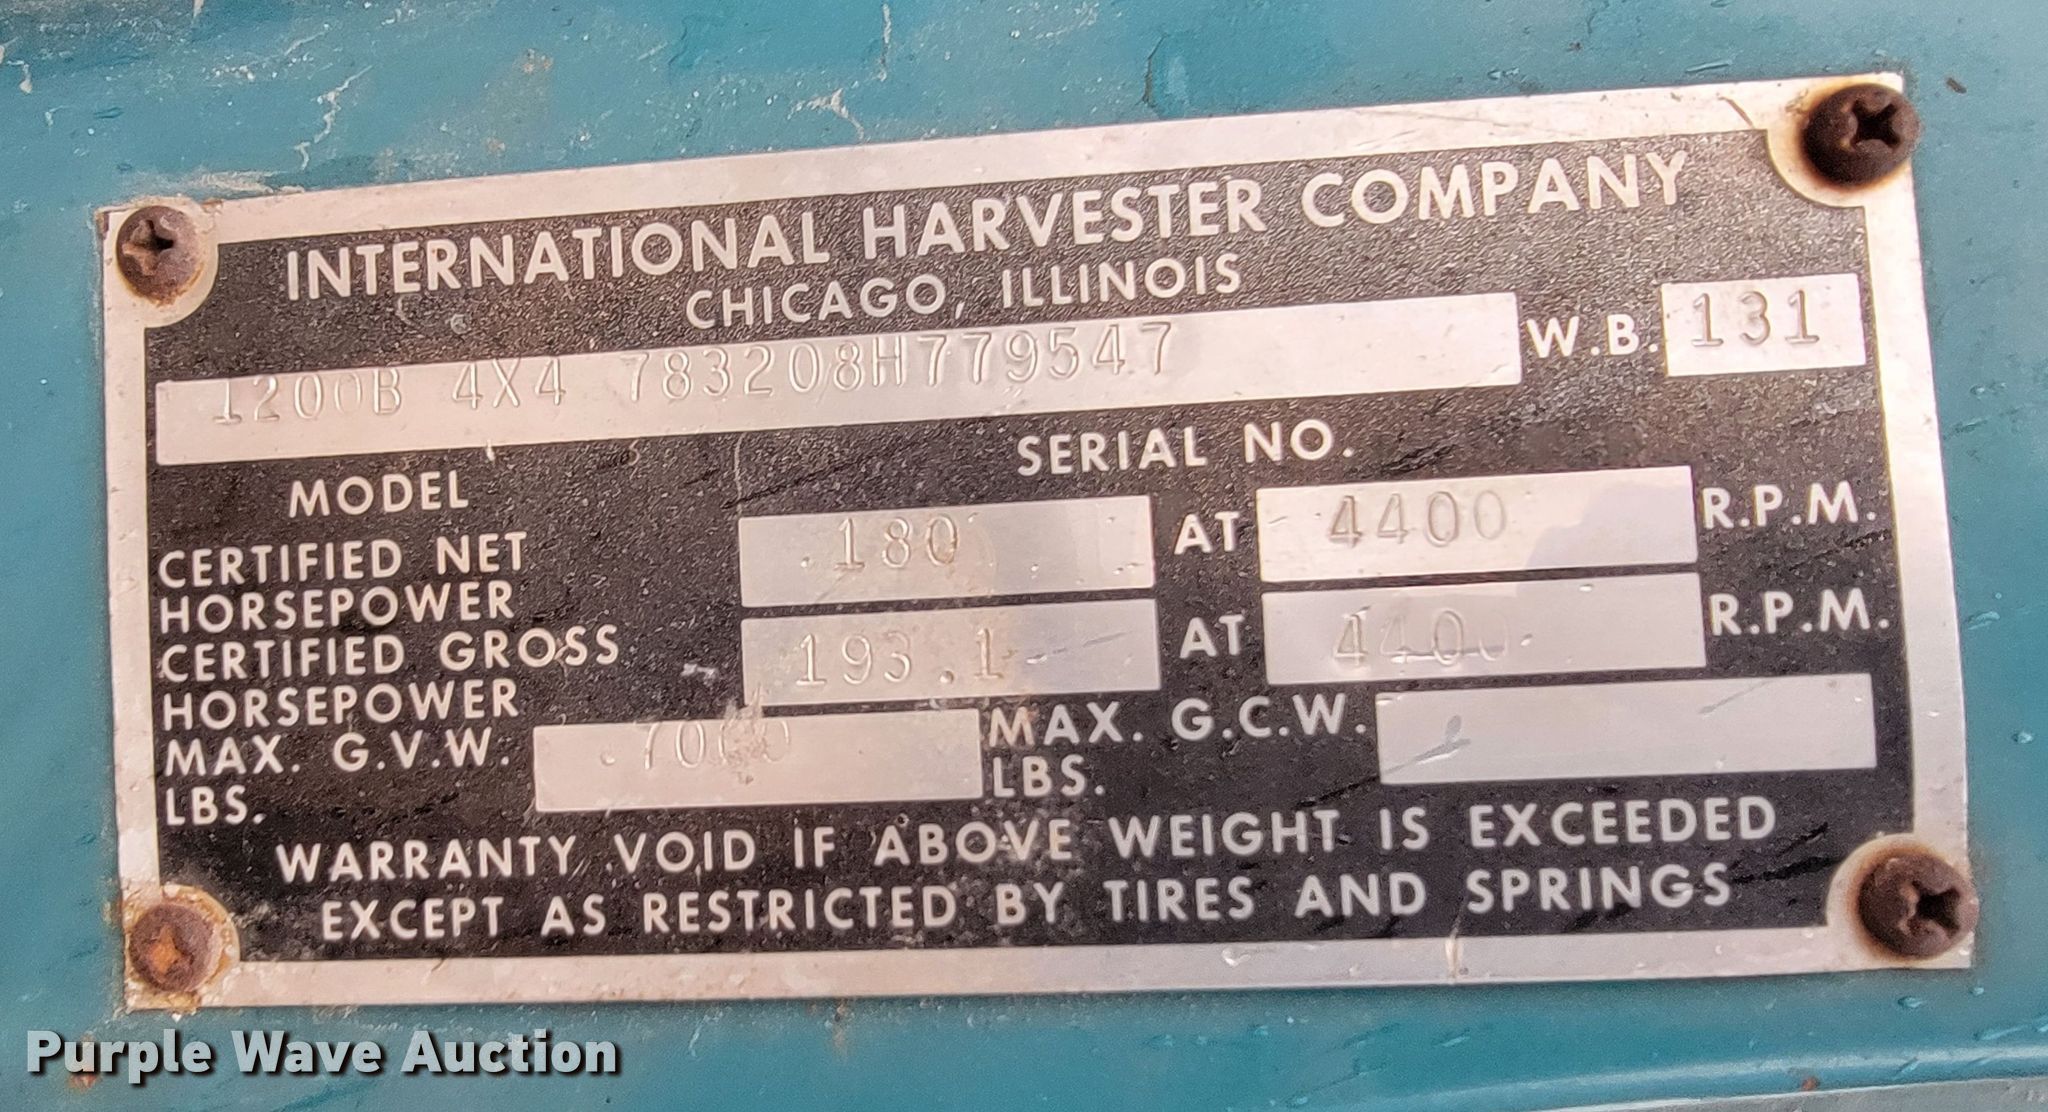 INTERNATIONAL HARVESTER COMPANY
CHICAGO, ILLINOIS
1200B 4X4 783208H779547 W.B. 131
MODEL SERIAL NO.
CERTIFIED NET HORSEPOWER .180 AT 4400 R.P.M.
CERTIFIED GROSS HORSEPOWER 193.1 AT 4400 R.P.M.
MAX. G.V.W. LBS. .7000 MAX. G.C.W. LBS.
WARRANTY VOID IF ABOVE WEIGHT IS EXCEEDED
EXCEPT AS RESTRICTED BY TIRES AND SPRINGS
Purple Wave Auction